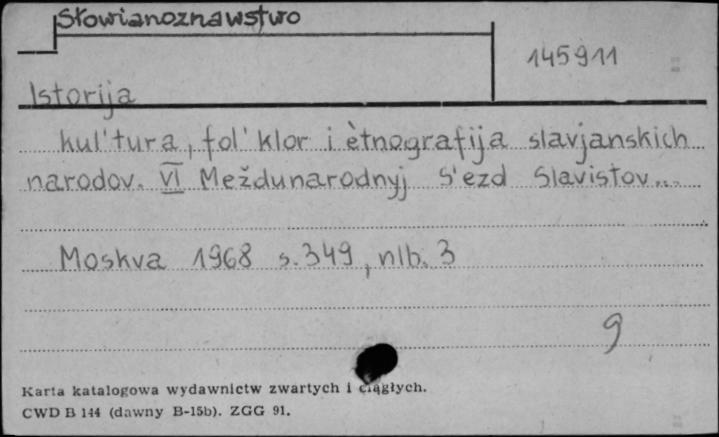 Słowianoznawstwo
145911
Istorija
kul'tura, fol'klor i ètnografija slavjanskich
narodov. VI Meždunarodnyj S'ezd Slavistov...
Moskva 1968 s. 349, nlb. 3
9
Karta katalogowa wydawnictw zwartych i ciągłych.
CWD B 144 (dawny B-15b). ZGG 91.